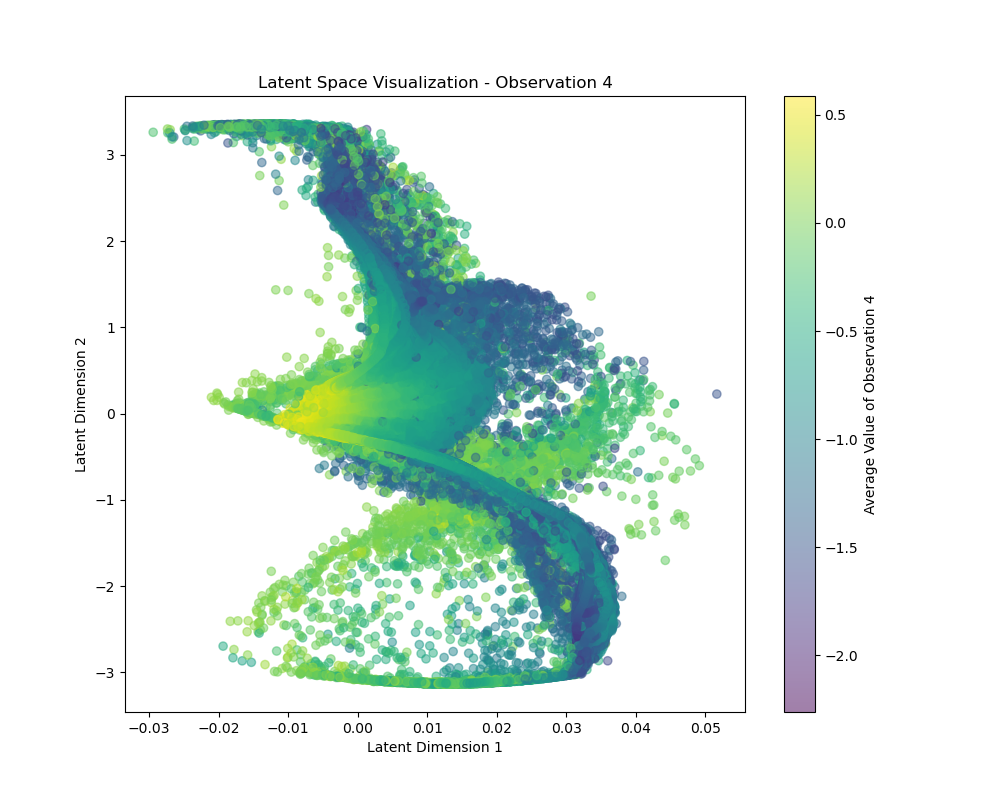 Latent Space Visualization - Observation 4
3
2
1
0
−1
−2
−3
Latent Dimension 2
−0.03 −0.02 −0.01 0.00 0.01 0.02 0.03 0.04 0.05
Latent Dimension 1
0.5
0.0
−0.5
−1.0
−1.5
−2.0
Average Value of Observation 4